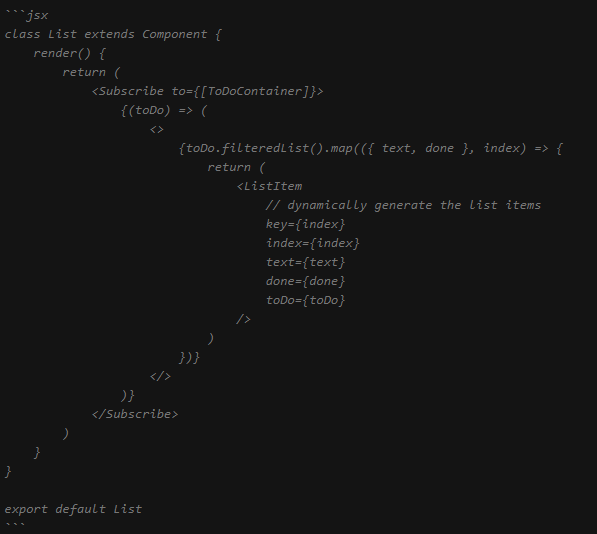 ```jsx
class List extends Component {
    render() {
        return (
            <Subscribe to={[ToDoContainer]}>
                {(toDo) => (
                    <>
                        {toDo.filteredList().map(({ text, done }, index) => {
                            return (
                                <ListItem
                                    // dynamically generate the list items
                                    key={index}
                                    index={index}
                                    text={text}
                                    done={done}
                                    toDo={toDo}
                                />
                            )
                        })}
                    </>
                )}
            </Subscribe>
        )
    }
}

export default List
```